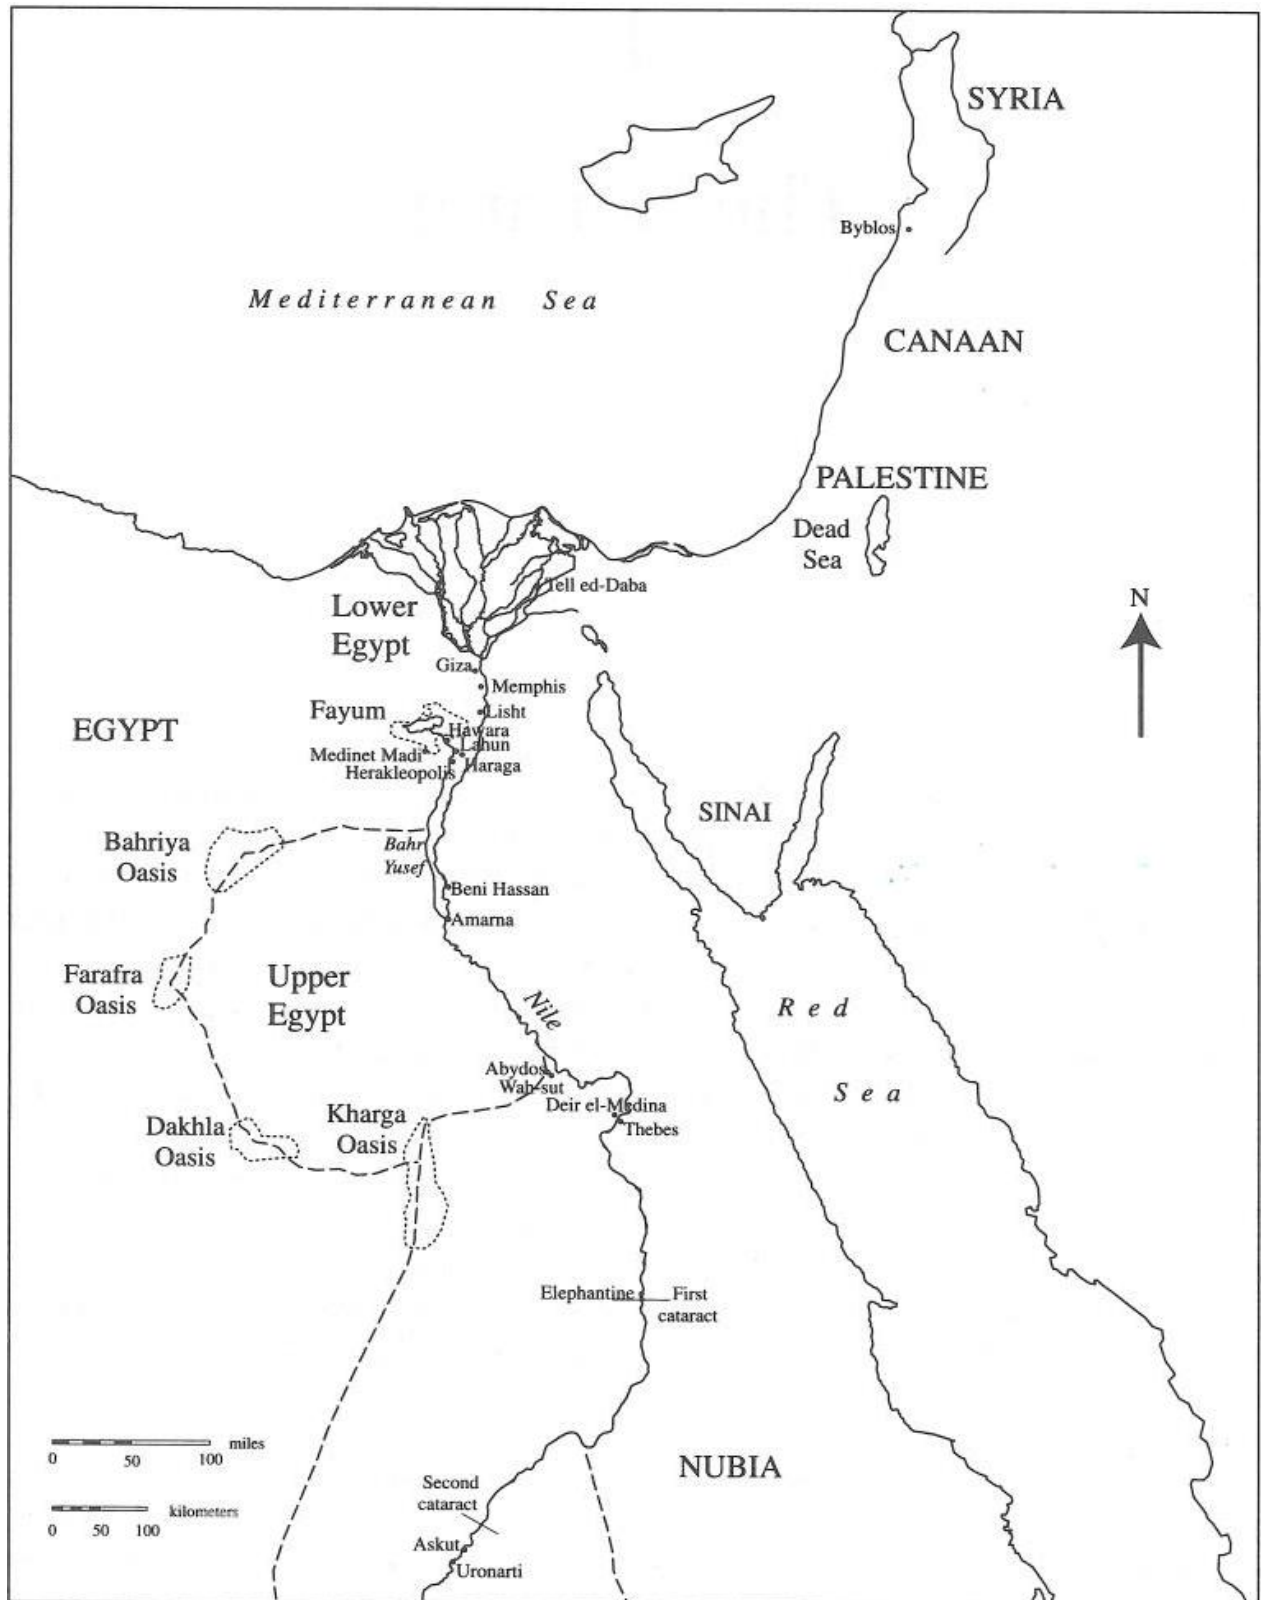 SYRIA
Byblos
Mediterranean Sea
CANAAN
PALESTINE
Dead
Sea
Tell ed-Daba
Lower
Egypt
N
Giza
Memphis
Fayum
Lisht
EGYPT
Hawara
Lahun
Medinet Madi
Haraga
Herakleopolis
SINAI
Bahriya
Oasis
Bahr
Yusef
Beni Hassan
Amarna
Farafra
Oasis
Upper
Egypt
Nile
Red
Sea
Abydos
Wah-sut
Deir el-Medina
Thebes
Kharga
Oasis
Dakhla
Oasis
Elephantine
First
cataract
miles
0 50 100
kilometers
0 50 100
NUBIA
Second
cataract
Askut
Uronarti